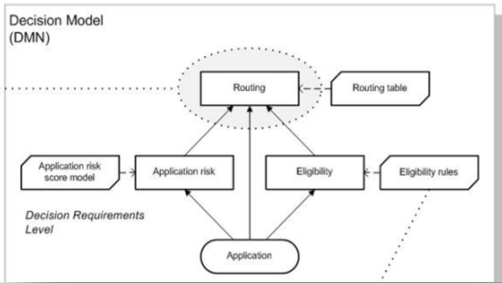 Decision Model
(DMN)
Routing
Routing table
Application risk
score model
Application risk
Eligibility
Eligibility rules
Decision Requirements
Level
Application